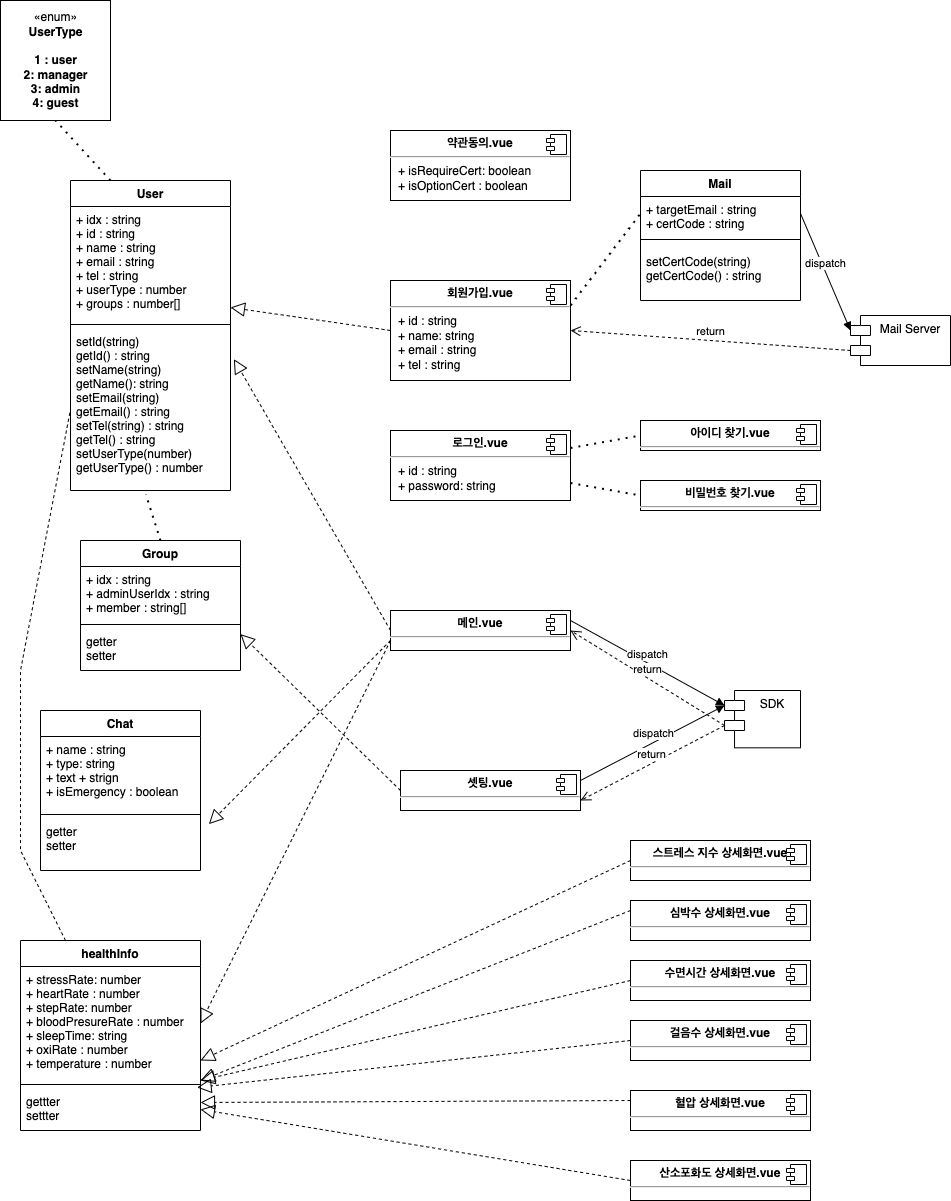 «enum»
UserType
1 : user
2: manager
3: admin
4: guest
User
+ idx : string
+ id : string
+ name : string
+ email : string
+ tel : string
+ userType : number
+ groups : number[]
setId(string)
getId() : string
setName(string)
getName(): string
setEmail(string)
getEmail() : string
setTel(string) : string
getTel() : string
setUserType(number)
getUserType() : number
약관동의.vue
+ isRequireCert: boolean
+ isOptionCert : boolean
Mail
+ targetEmail : string
+ certCode : string
setCertCode(string)
getCertCode() : string
dispatch
회원가입.vue
+ id : string
+ name: string
+ email : string
+ tel : string
return
Mail Server
로그인.vue
+ id : string
+ password: string
아이디 찾기.vue
비밀번호 찾기.vue
Group
+ idx : string
+ adminUserIdx : string
+ member : string[]
getter
setter
메인.vue
dispatch
return
SDK
dispatch
return
셋팅.vue
Chat
+ name : string
+ type: string
+ text + strign
+ isEmergency : boolean
getter
setter
healthInfo
+ stressRate: number
+ heartRate : number
+ stepRate: number
+ bloodPresureRate : number
+ sleepTime: string
+ oxiRate : number
+ temperature : number
gettter
settter
스트레스 지수 상세화면.vue
심박수 상세화면.vue
수면시간 상세화면.vue
걸음수 상세화면.vue
혈압 상세화면.vue
산소포화도 상세화면.vue